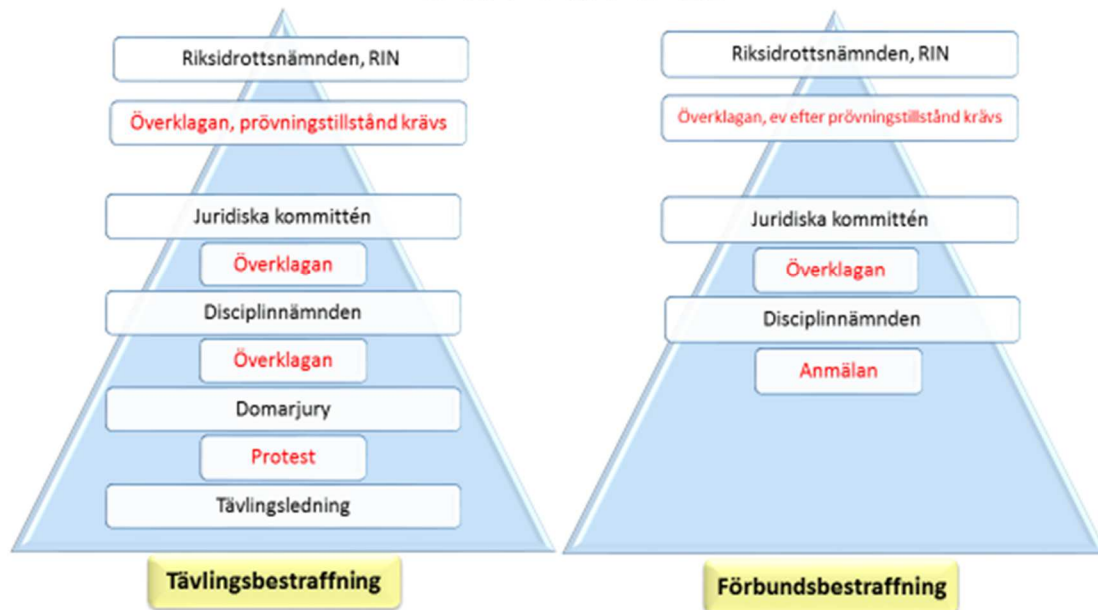 Riksidrottsnämnden, RIN
Överklagan, prövningstillstånd krävs
Juridiska kommittén
Överklagan
Disciplinnämnden
Överklagan
Domarjury
Protest
Tävlingsledning
Tävlingsbestraffning
Riksidrottsnämnden, RIN
Överklagan, ev efter prövningstillstånd krävs
Juridiska kommittén
Överklagan
Disciplinnämnden
Anmälan
Förbundsbestraffning